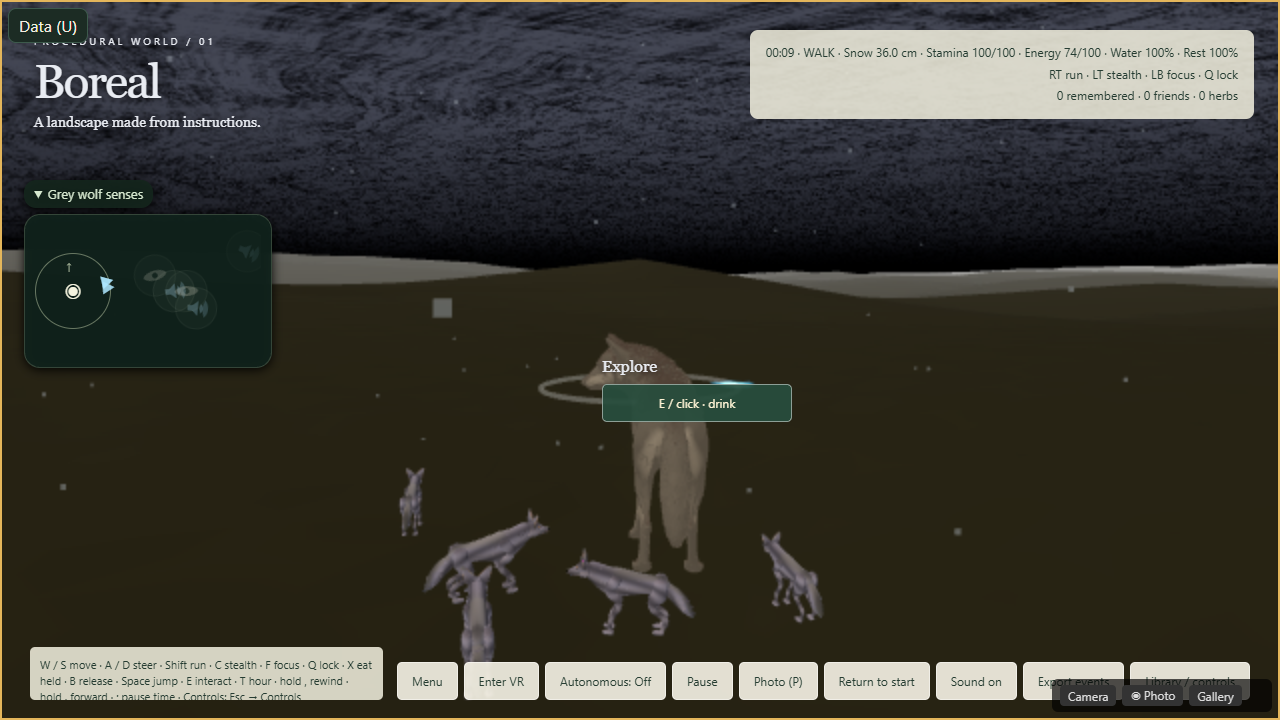 Data (U)
PROCEDURAL WORLD / 01
Boreal
A landscape made from instructions.
00:09 · WALK · Snow 36.0 cm · Stamina 100/100 · Energy 74/100 · Water 100% · Rest 100%
RT run · LT stealth · LB focus · Q lock
0 remembered · 0 friends · 0 herbs
▼ Grey wolf senses
Explore
E / click · drink
W / S move · A / D steer · Shift run · C stealth · F focus · Q lock · X eat
held · B release · Space jump · E interact · T hour · hold , rewind ·
hold . forward · ; pause time · Controls: Esc → Controls
Menu
Enter VR
Autonomous: Off
Pause
Photo (P)
Return to start
Sound on
Export events
Library / controls
Camera
◉ Photo
Gallery